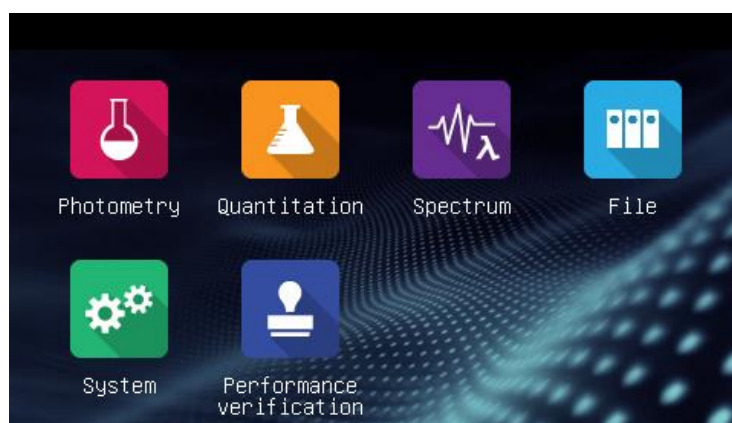 λ
Photometry
Quantitation
Spectrum
File
System
Performance
verification